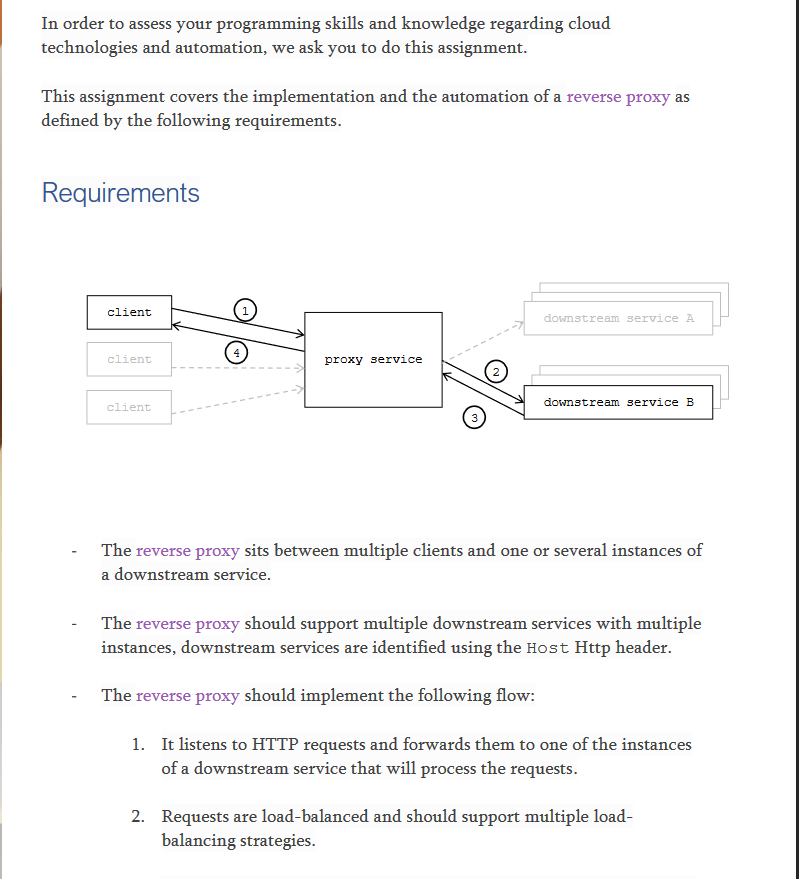 In order to assess your programming skills and knowledge regarding cloud
technologies and automation, we ask you to do this assignment.
This assignment covers the implementation and the automation of a reverse proxy as
defined by the following requirements.
Requirements
client
1
4
client
client
proxy service
downstream service A
2
downstream service B
3
- The reverse proxy sits between multiple clients and one or several instances of
a downstream service.
- The reverse proxy should support multiple downstream services with multiple
instances, downstream services are identified using the Host Http header.
- The reverse proxy should implement the following flow:
1. It listens to HTTP requests and forwards them to one of the instances
of a downstream service that will process the requests.
2. Requests are load-balanced and should support multiple load-
balancing strategies.